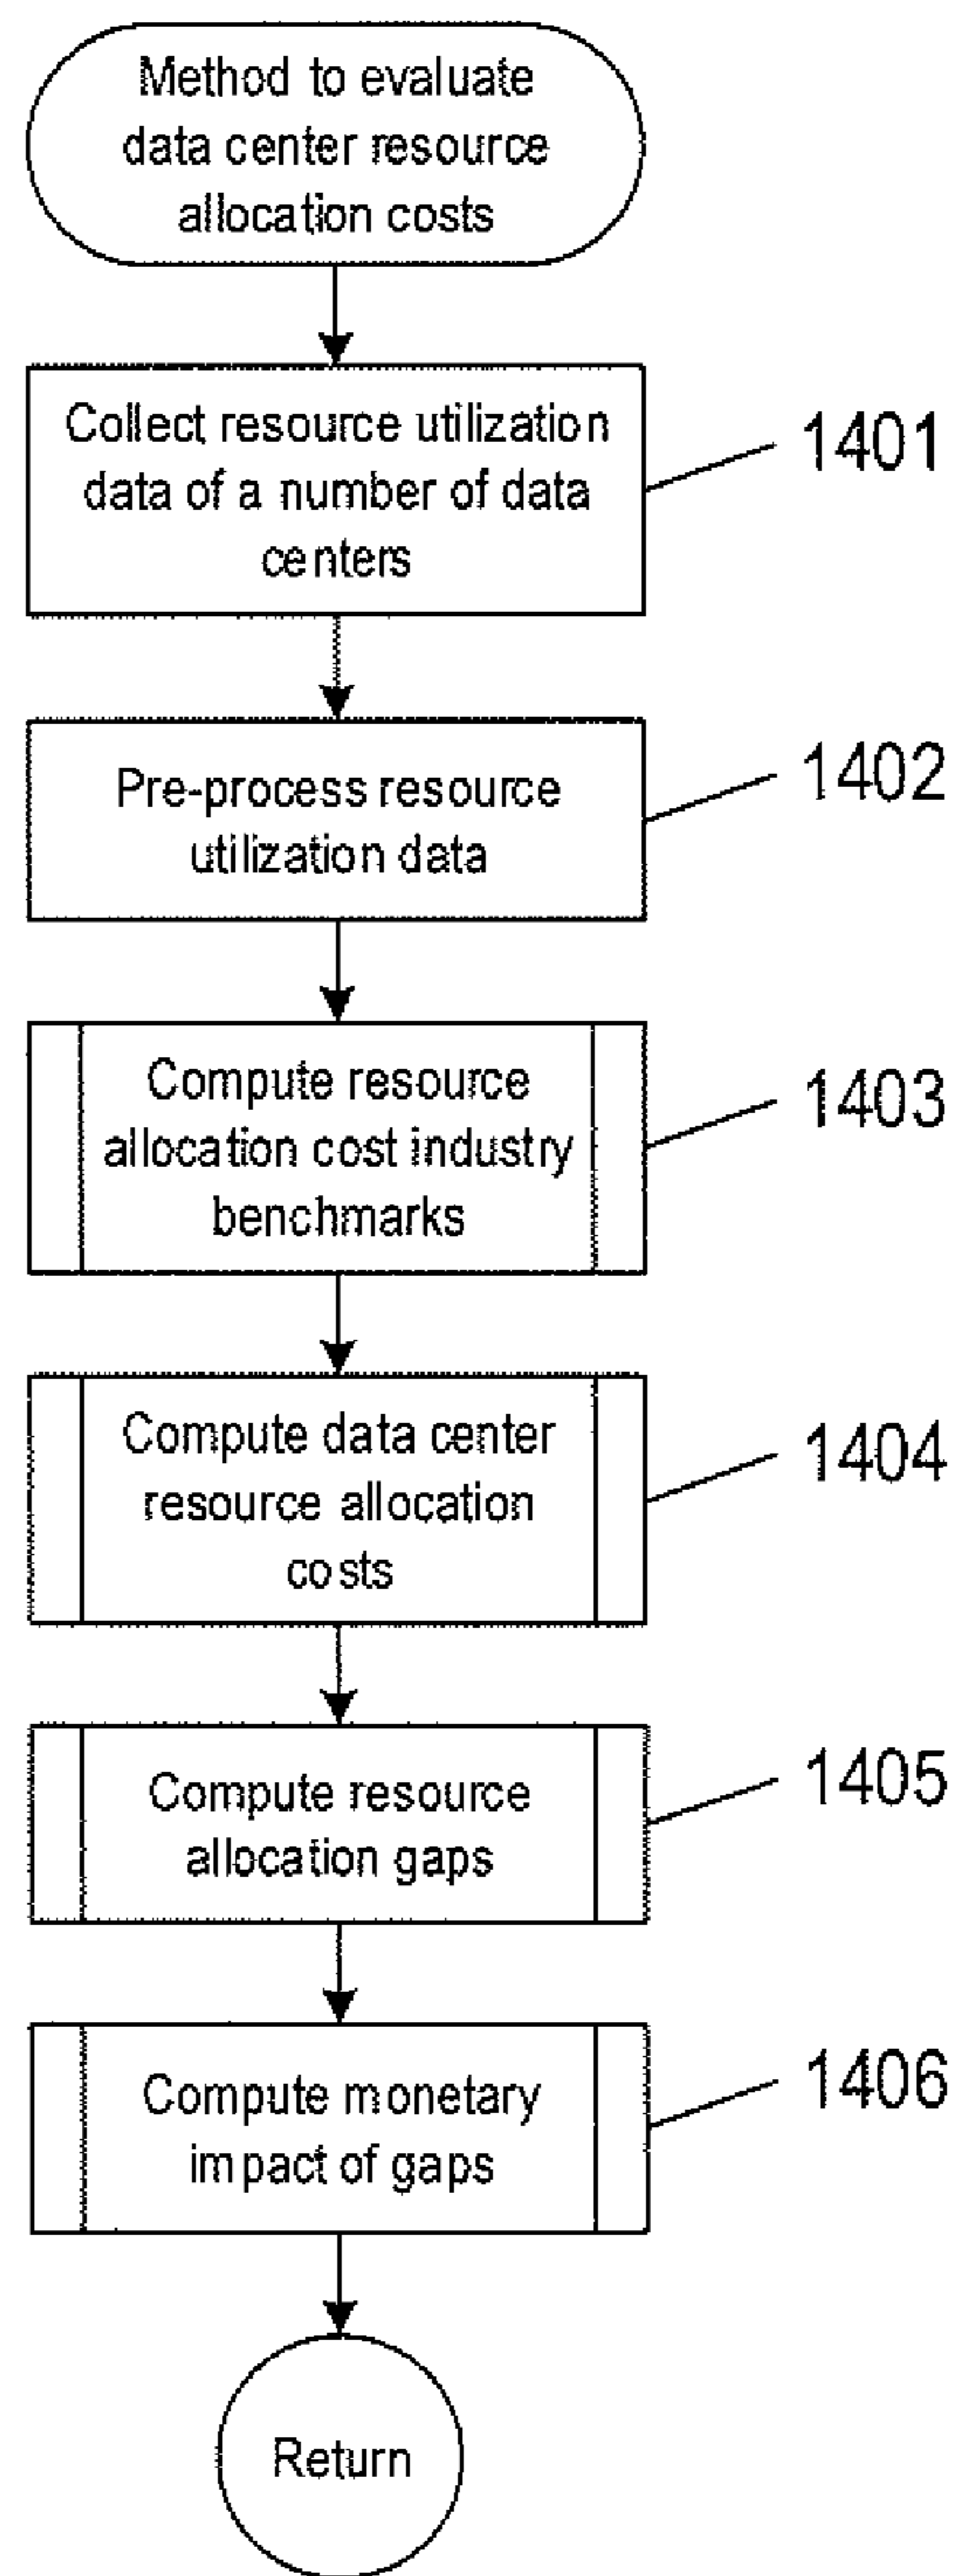 Method to evaluate
data center resource
allocation costs
Collect resource utilization
data of a number of data
centers
1401
Pre-process resource
utilization data
1402
Compute resource
allocation cost industry
benchmarks
1403
Compute data center
resource allocation
costs
1404
Compute resource
allocation gaps
1405
Compute monetary
impact of gaps
1406
Return